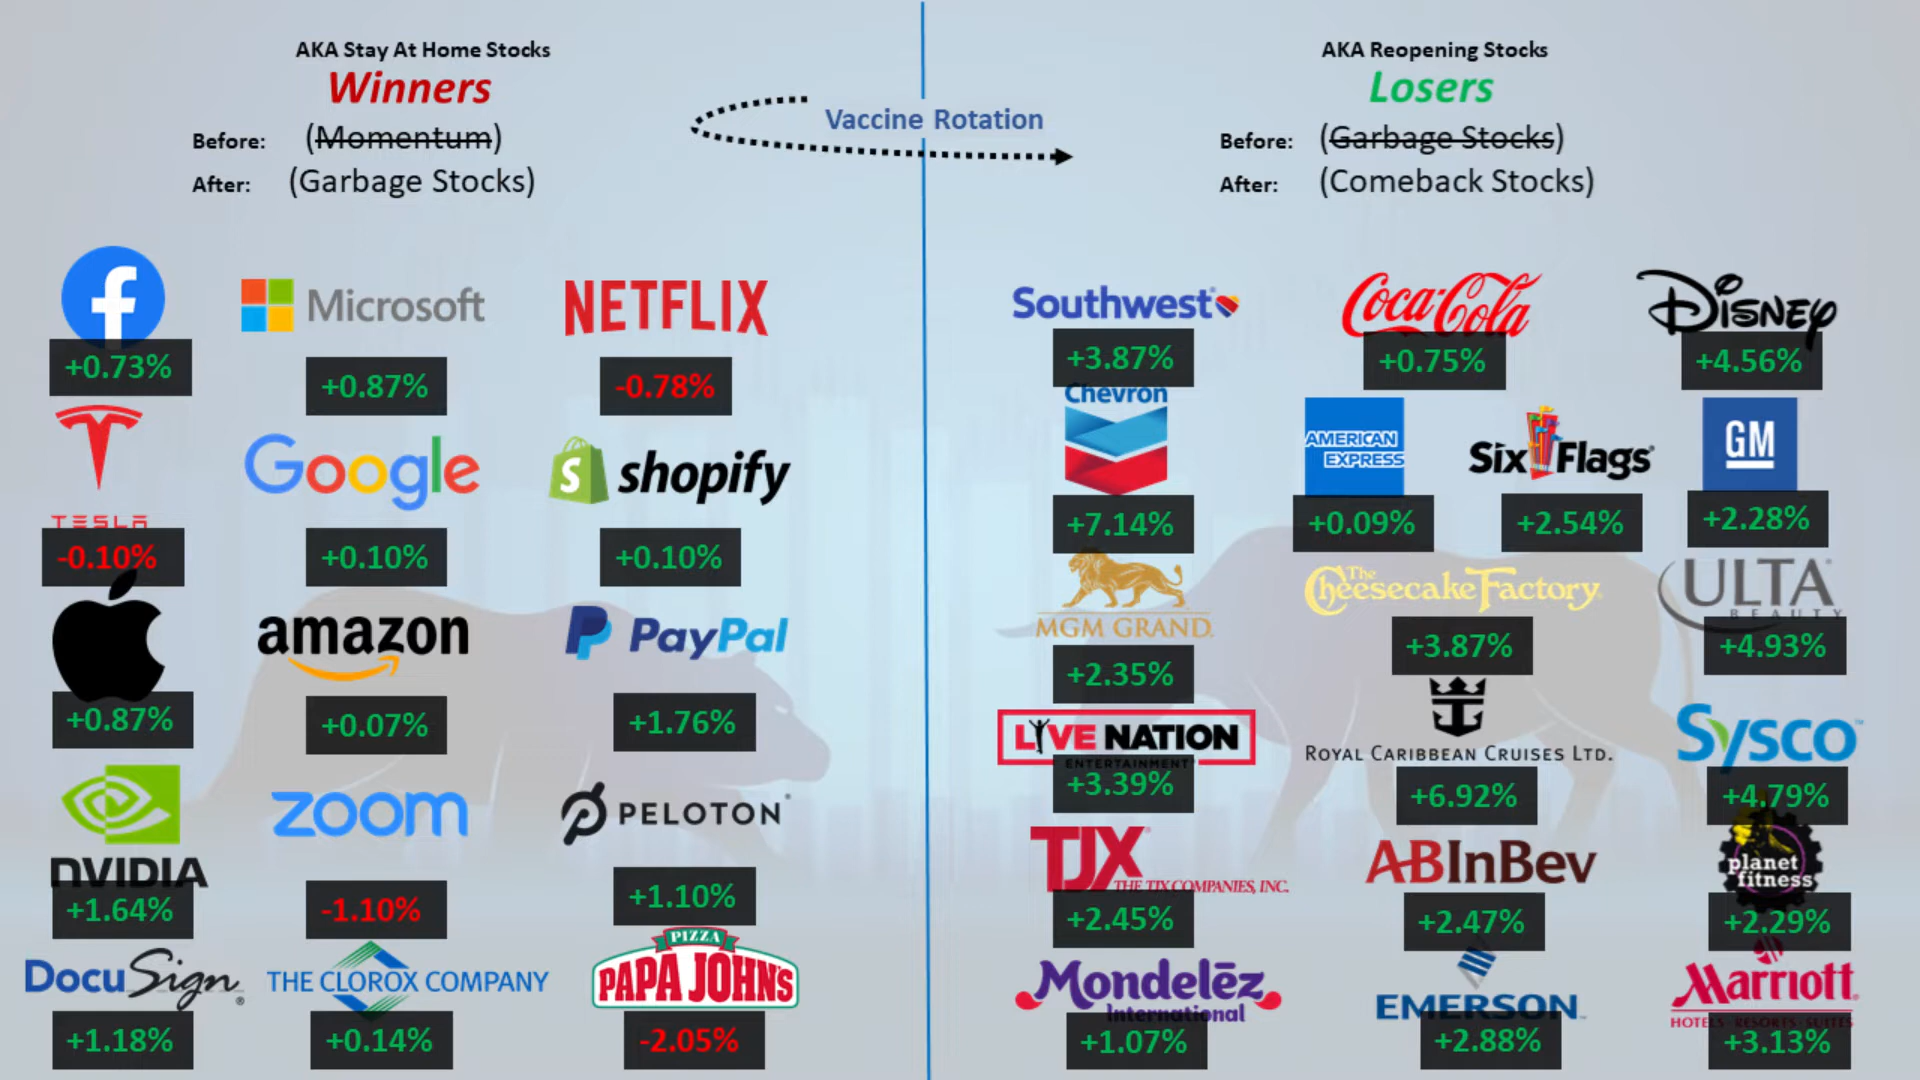 AKA Stay At Home Stocks
Winners
Before: (Momentum)
After: (Garbage Stocks)
Vaccine Rotation
AKA Reopening Stocks
Losers
Before: (Garbage Stocks)
After: (Comeback Stocks)
f
+0.73%
Microsoft
+0.87%
NETFLIX
-0.78%
TESLA
-0.10%
Google
+0.10%
S shopify
+0.10%
+0.87%
amazon
+0.07%
PayPal
+1.76%
NVIDIA
+1.64%
zoom
-1.10%
PELOTON
+1.10%
DocuSign
+1.18%
THE CLOROX COMPANY
+0.14%
PIZZA
PAPA JOHN'S
-2.05%
Southwest
+3.87%
Coca-Cola
+0.75%
Disney
+4.56%
Chevron
+7.14%
AMERICAN
EXPRESS
+0.09%
Six Flags
+2.54%
GM
+2.28%
MGM GRAND
+2.35%
The Cheesecake Factory
+3.87%
ULTA
BEAUTY
+4.93%
LIVE NATION
ENTERTAINMENT
+3.39%
ROYAL CARIBBEAN CRUISES LTD.
+6.92%
Sysco
+4.79%
TJX
THE TJX COMPANIES, INC.
+2.45%
ABInBev
+2.47%
planet
fitness
+2.29%
Mondelēz
International
+1.07%
EMERSON
+2.88%
Marriott
HOTELS · RESORTS · SUITES
+3.13%